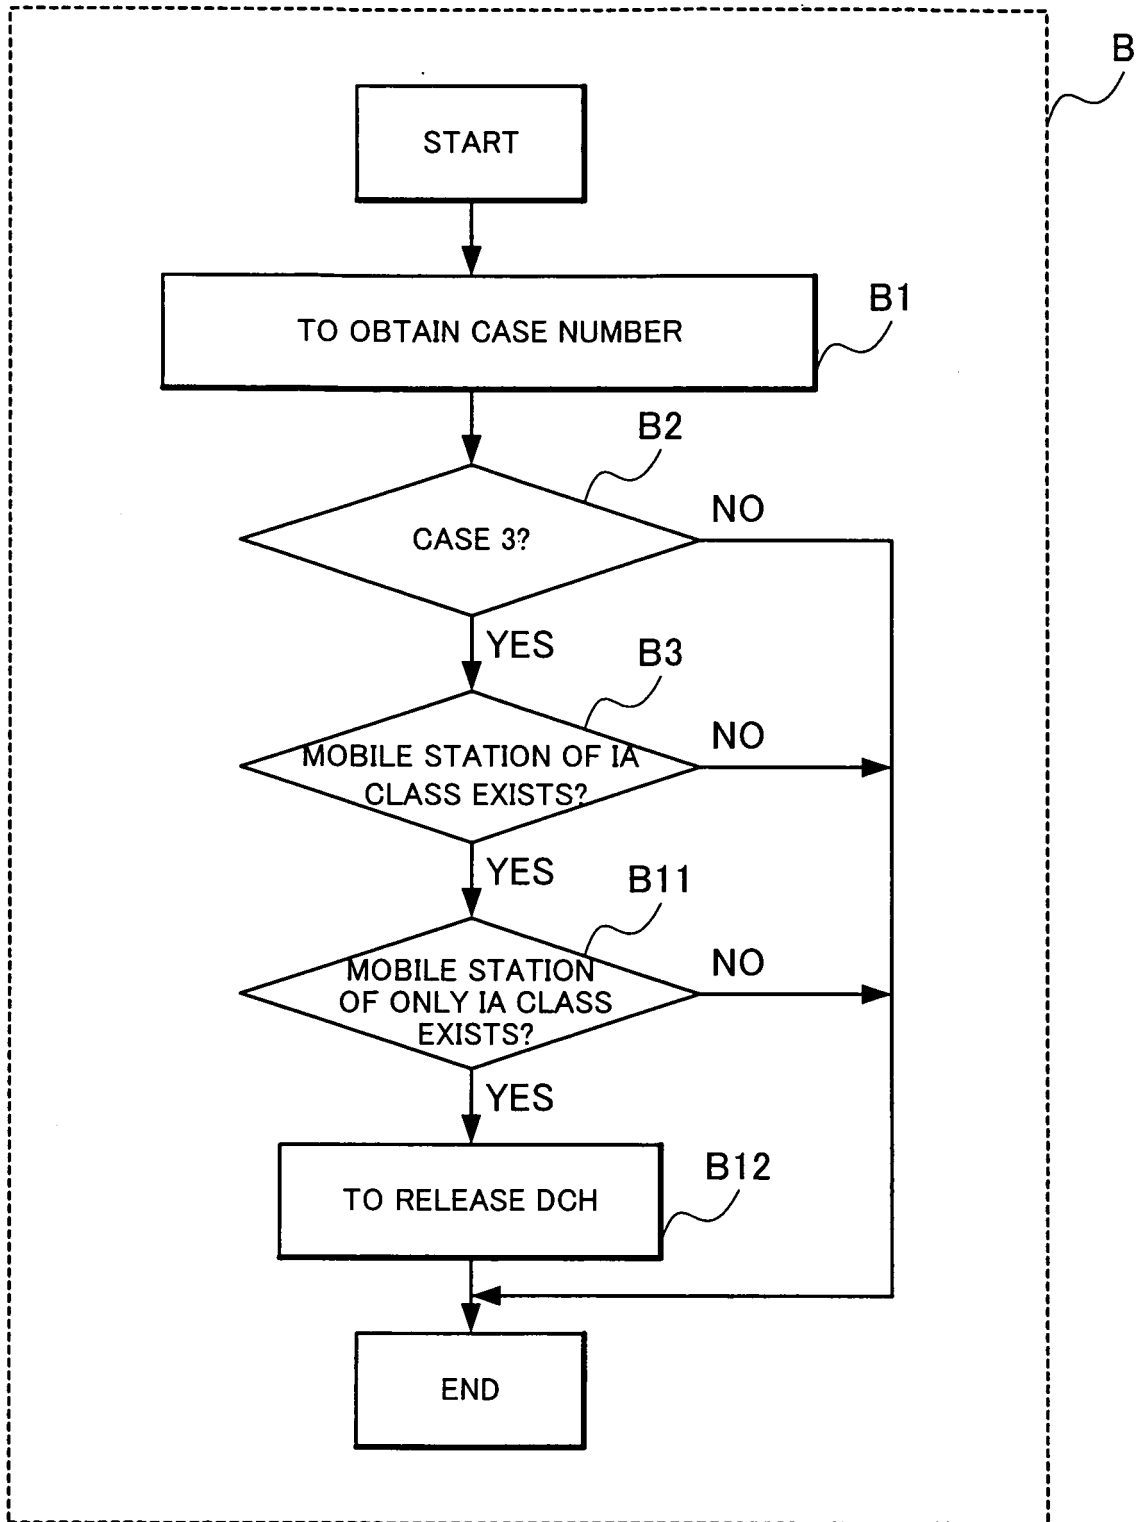 B
START
B1
TO OBTAIN CASE NUMBER
B2
NO
CASE 3?
YES
B3
NO
MOBILE STATION OF IA
CLASS EXISTS?
YES
B11
NO
MOBILE STATION
OF ONLY IA CLASS
EXISTS?
YES
B12
TO RELEASE DCH
END